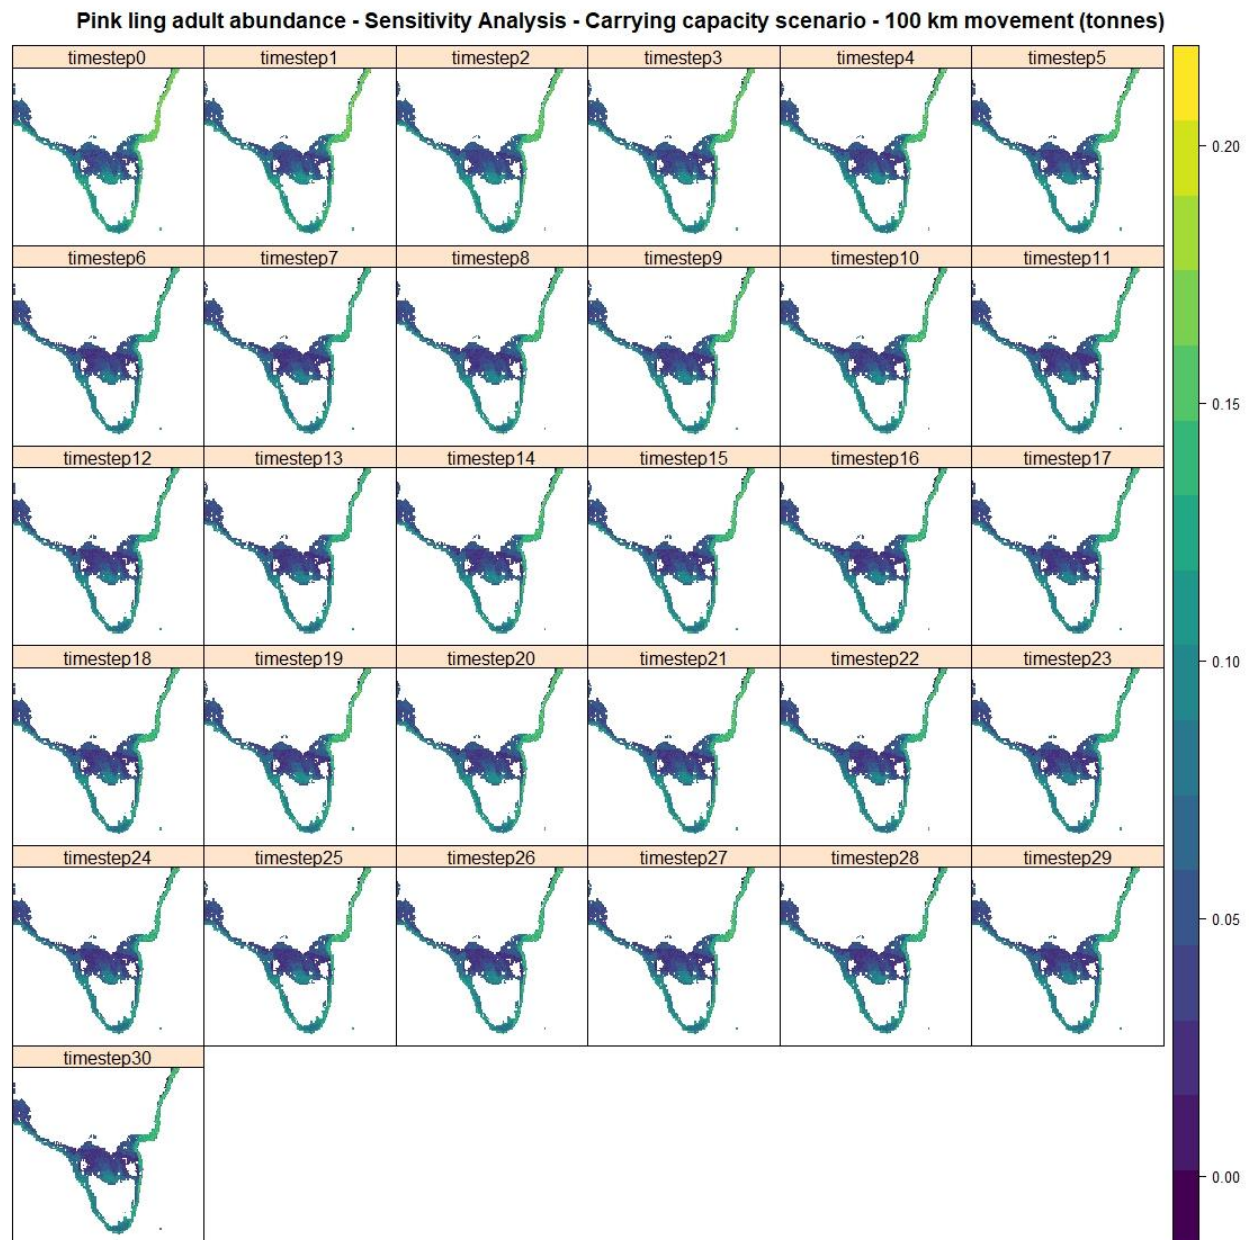 Pink ling adult abundance - Sensitivity Analysis - Carrying capacity scenario - 100 km movement (tonnes)
timestep0 timestep1 timestep2 timestep3 timestep4 timestep5
timestep6 timestep7 timestep8 timestep9 timestep10 timestep11
timestep12 timestep13 timestep14 timestep15 timestep16 timestep17
timestep18 timestep19 timestep20 timestep21 timestep22 timestep23
timestep24 timestep25 timestep26 timestep27 timestep28 timestep29
timestep30
0.20
0.15
0.10
0.05
0.00